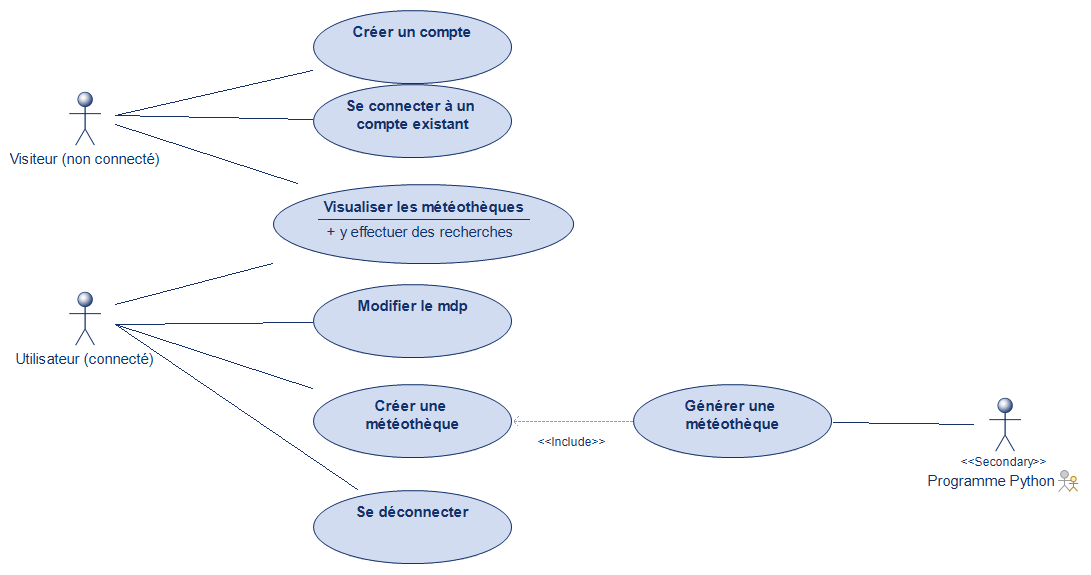 Créer un compte
Se connecter à un
compte existant
Visiteur (non connecté)
Visualiser les météothèques
+ y effectuer des recherches
Modifier le mdp
Utilisateur (connecté)
Créer une
météothèque
<<Include>>
Générer une
météothèque
<<Secondary>>
Programme Python
Se déconnecter